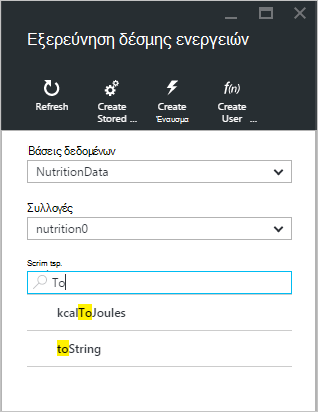 Εξερεύνηση δέσμης ενεργειών
f(n)
Refresh
Create
Stored ...
Create
Έναυσμα
Create
User ...
Βάσεις δεδομένων
NutritionData
Συλλογές
nutrition0
Scrim tsp.
To
kcalToJoules
toString